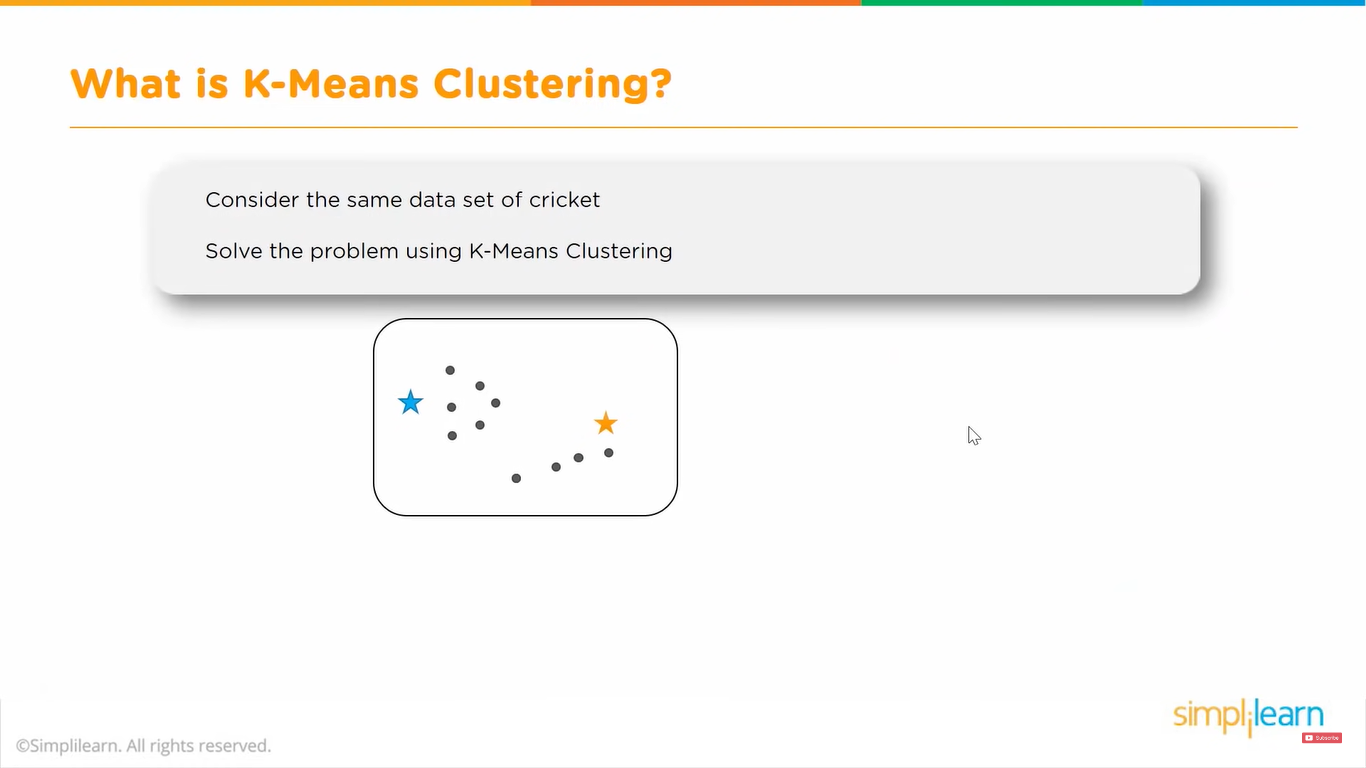 What is K-Means Clustering?
Consider the same data set of cricket
Solve the problem using K-Means Clustering
simplilearn
Subscribe
©Simplilearn. All rights reserved.